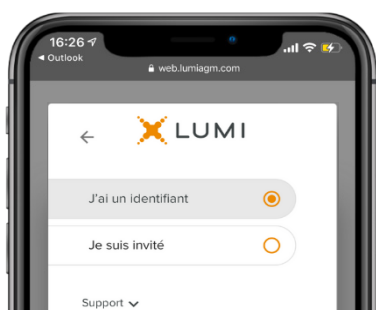 16:26
◀ Outlook
web.lumiagm.com
LUMI
J'ai un identifiant
Je suis invité
Support